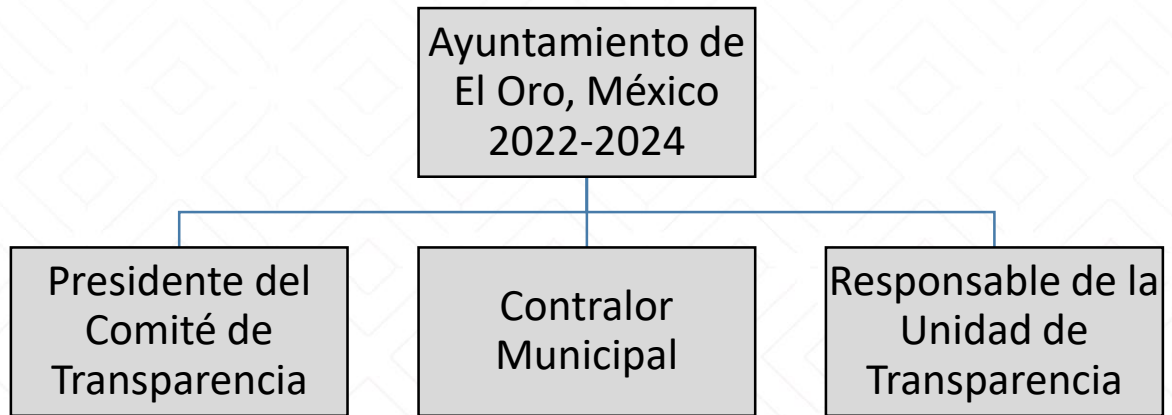 Ayuntamiento de
El Oro, México
2022-2024
Presidente del
Comité de
Transparencia
Contralor
Municipal
Responsable de la
Unidad de
Transparencia